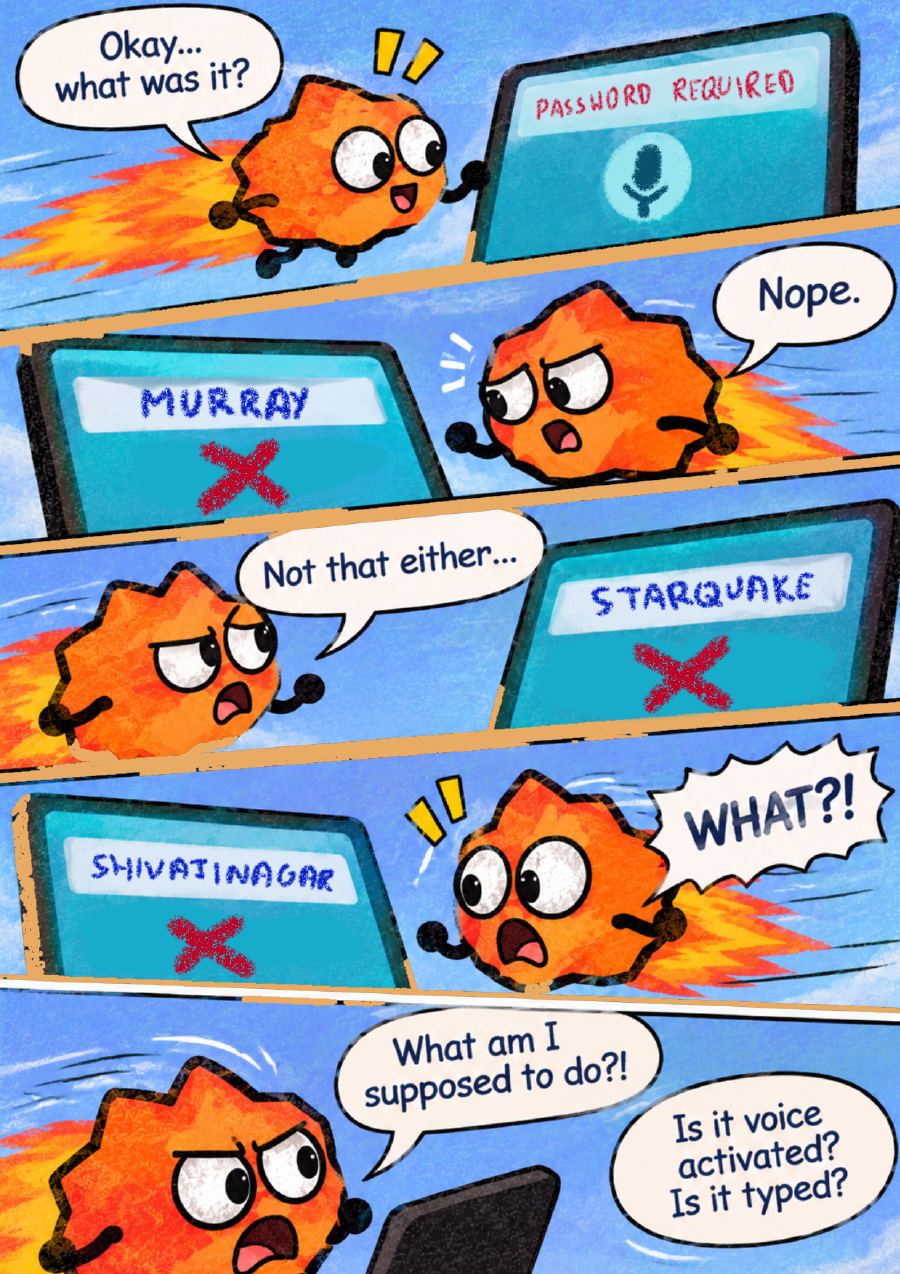 Okay...
what was it?
PASSWORD REQUIRED
Nope.
MURRAY
Not that either...
STARQUAKE
WHAT?!
SHIVAJINAGAR
What am I
supposed to do?!
Is it voice
activated?
Is it typed?